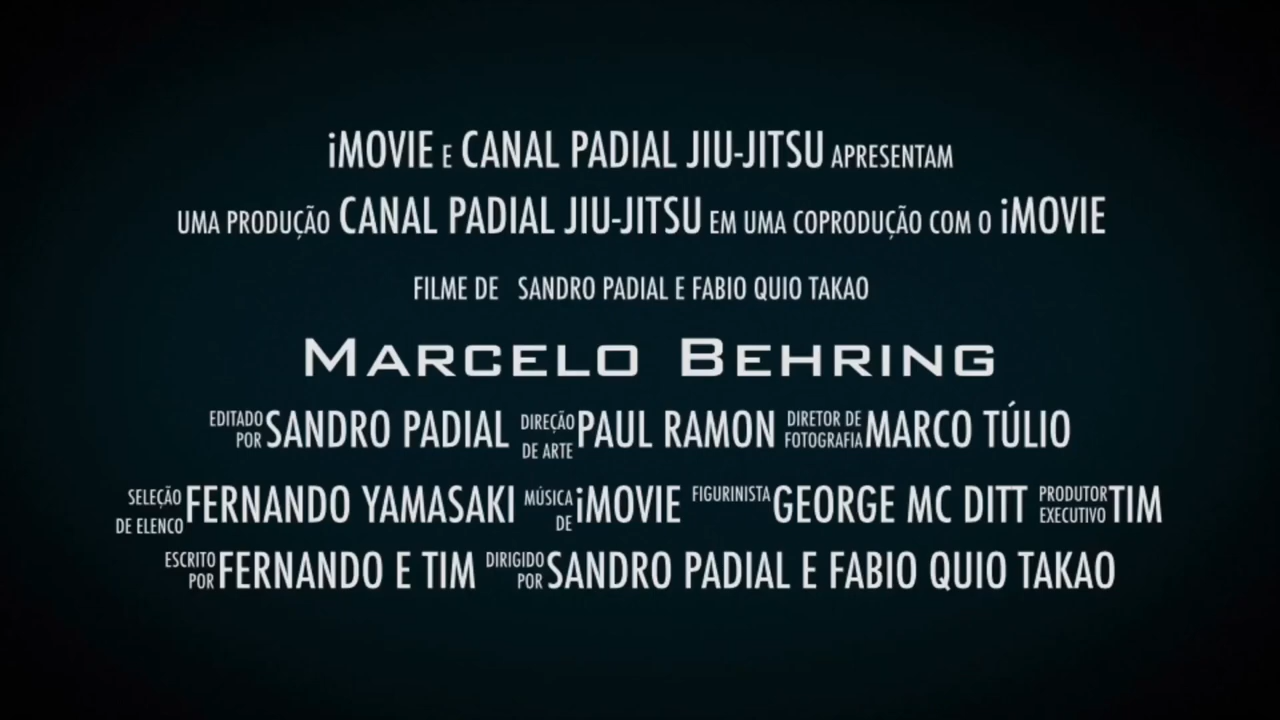 iMOVIE E CANAL PADIAL JIU-JITSU APRESENTAM
UMA PRODUÇÃO CANAL PADIAL JIU-JITSU EM UMA COPRODUÇÃO COM O iMOVIE
FILME DE SANDRO PADIAL E FABIO QUIO TAKAO
MARCELO BEHRING
EDITADO POR SANDRO PADIAL DIREÇÃO DE ARTE PAUL RAMON DIRETOR DE FOTOGRAFIA MARCO TÚLIO
SELEÇÃO DE ELENCO FERNANDO YAMASAKI MÚSICA DE iMOVIE FIGURINISTA GEORGE MC DITT PRODUTOR EXECUTIVO TIM
ESCRITO POR FERNANDO E TIM DIRIGIDO POR SANDRO PADIAL E FABIO QUIO TAKAO